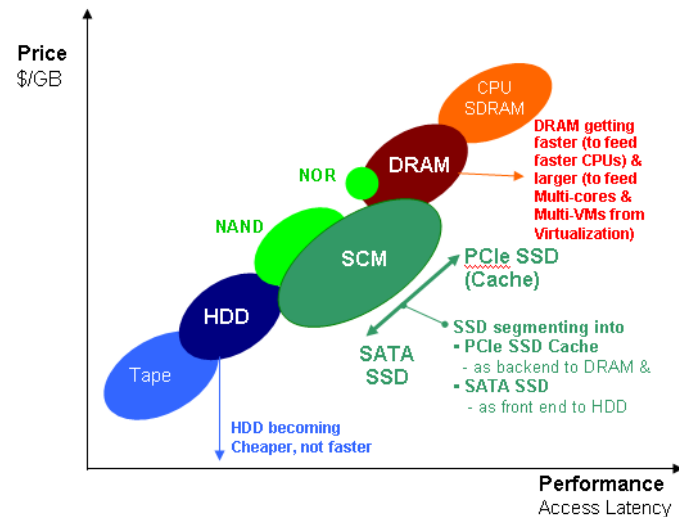 Price
$/GB
CPU
SDRAM
DRAM
NOR
DRAM getting
faster (to feed
faster CPUs) &
larger (to feed
Multi-cores &
Multi-VMs from
Virtualization)
NAND
SCM
PCIe SSD
(Cache)
HDD
SATA
SSD
SSD segmenting into
- PCIe SSD Cache
- as backend to DRAM &
- SATA SSD
- as front end to HDD
Tape
HDD becoming
Cheaper, not faster
Performance
Access Latency